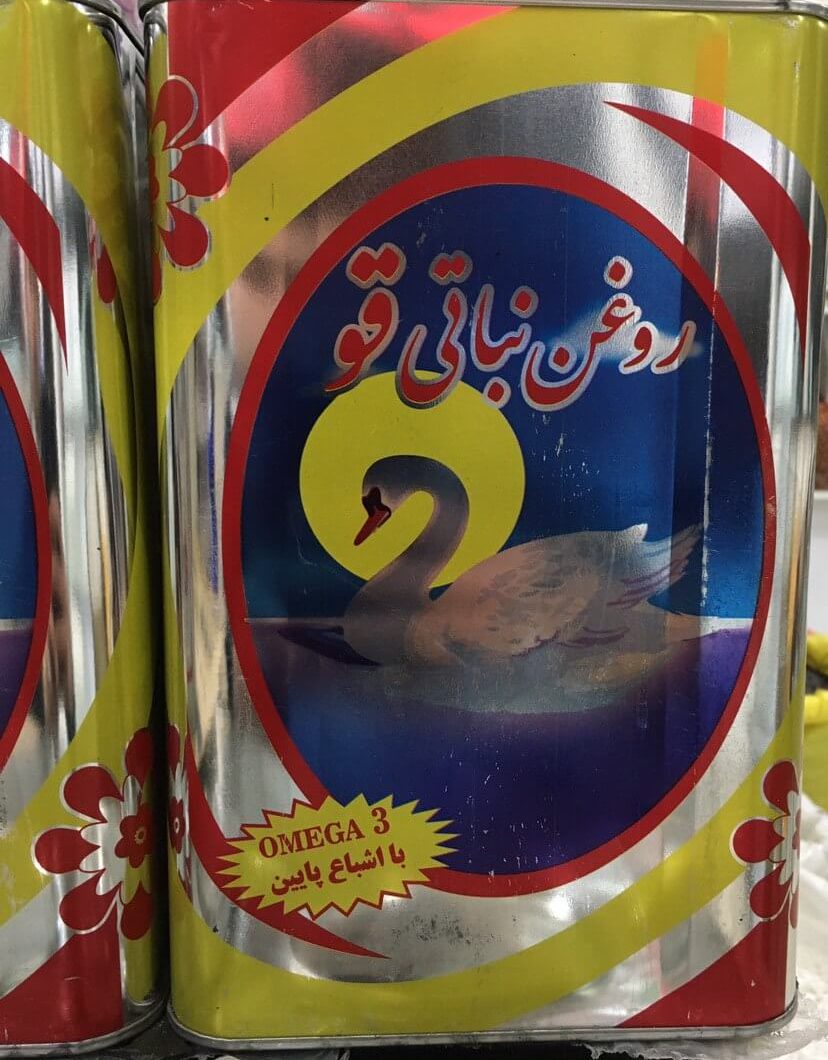 روغن نباتی قو
OMEGA 3
با اشباع پایین